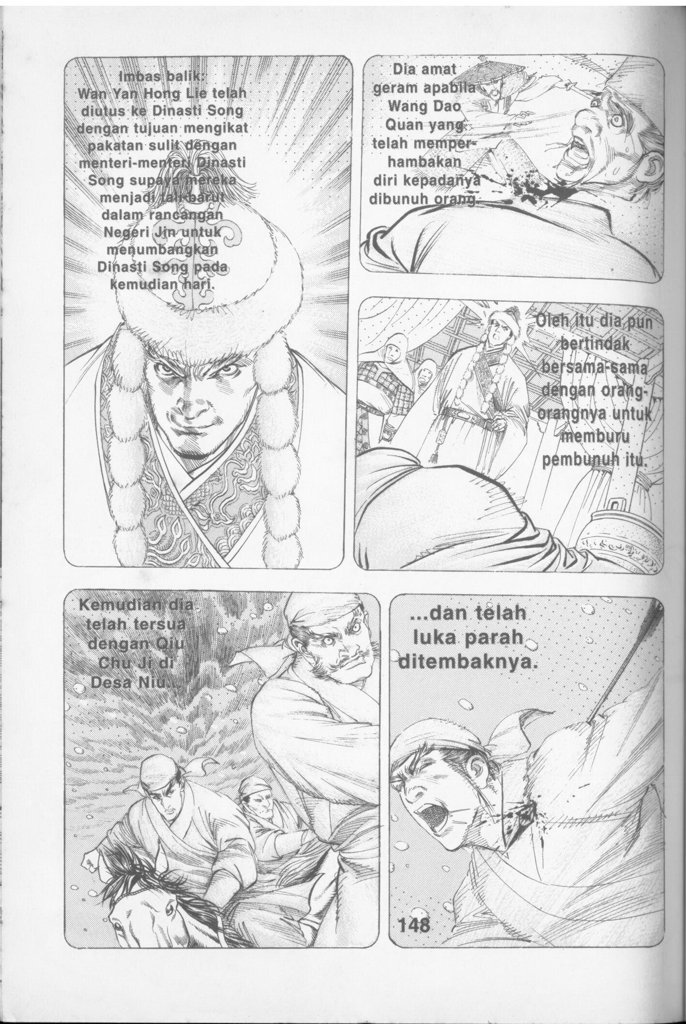 Imbas balik:
Wan Yan Hong Lie telah
diutus ke Dinasti Song
dengan tujuan mengikat
pakatan sulit dengan
menteri-menteri Dinasti
Song supaya mereka
menjadi tali-barut
dalam rancangan
Negeri Jin untuk
menumbangkan
Dinasti Song pada
kemudian hari.
Dia amat
geram apabila
Wang Dao
Quan yang
telah memper-
hambakan
diri kepadanya
dibunuh orang.
Oleh itu dia pun
bertindak
bersama-sama
dengan orang-
orangnya untuk
memburu
pembunuh itu.
Kemudian dia
telah tersua
dengan Qiu
Chu Ji di
Desa Niu...
...dan telah
luka parah
ditembaknya.
148